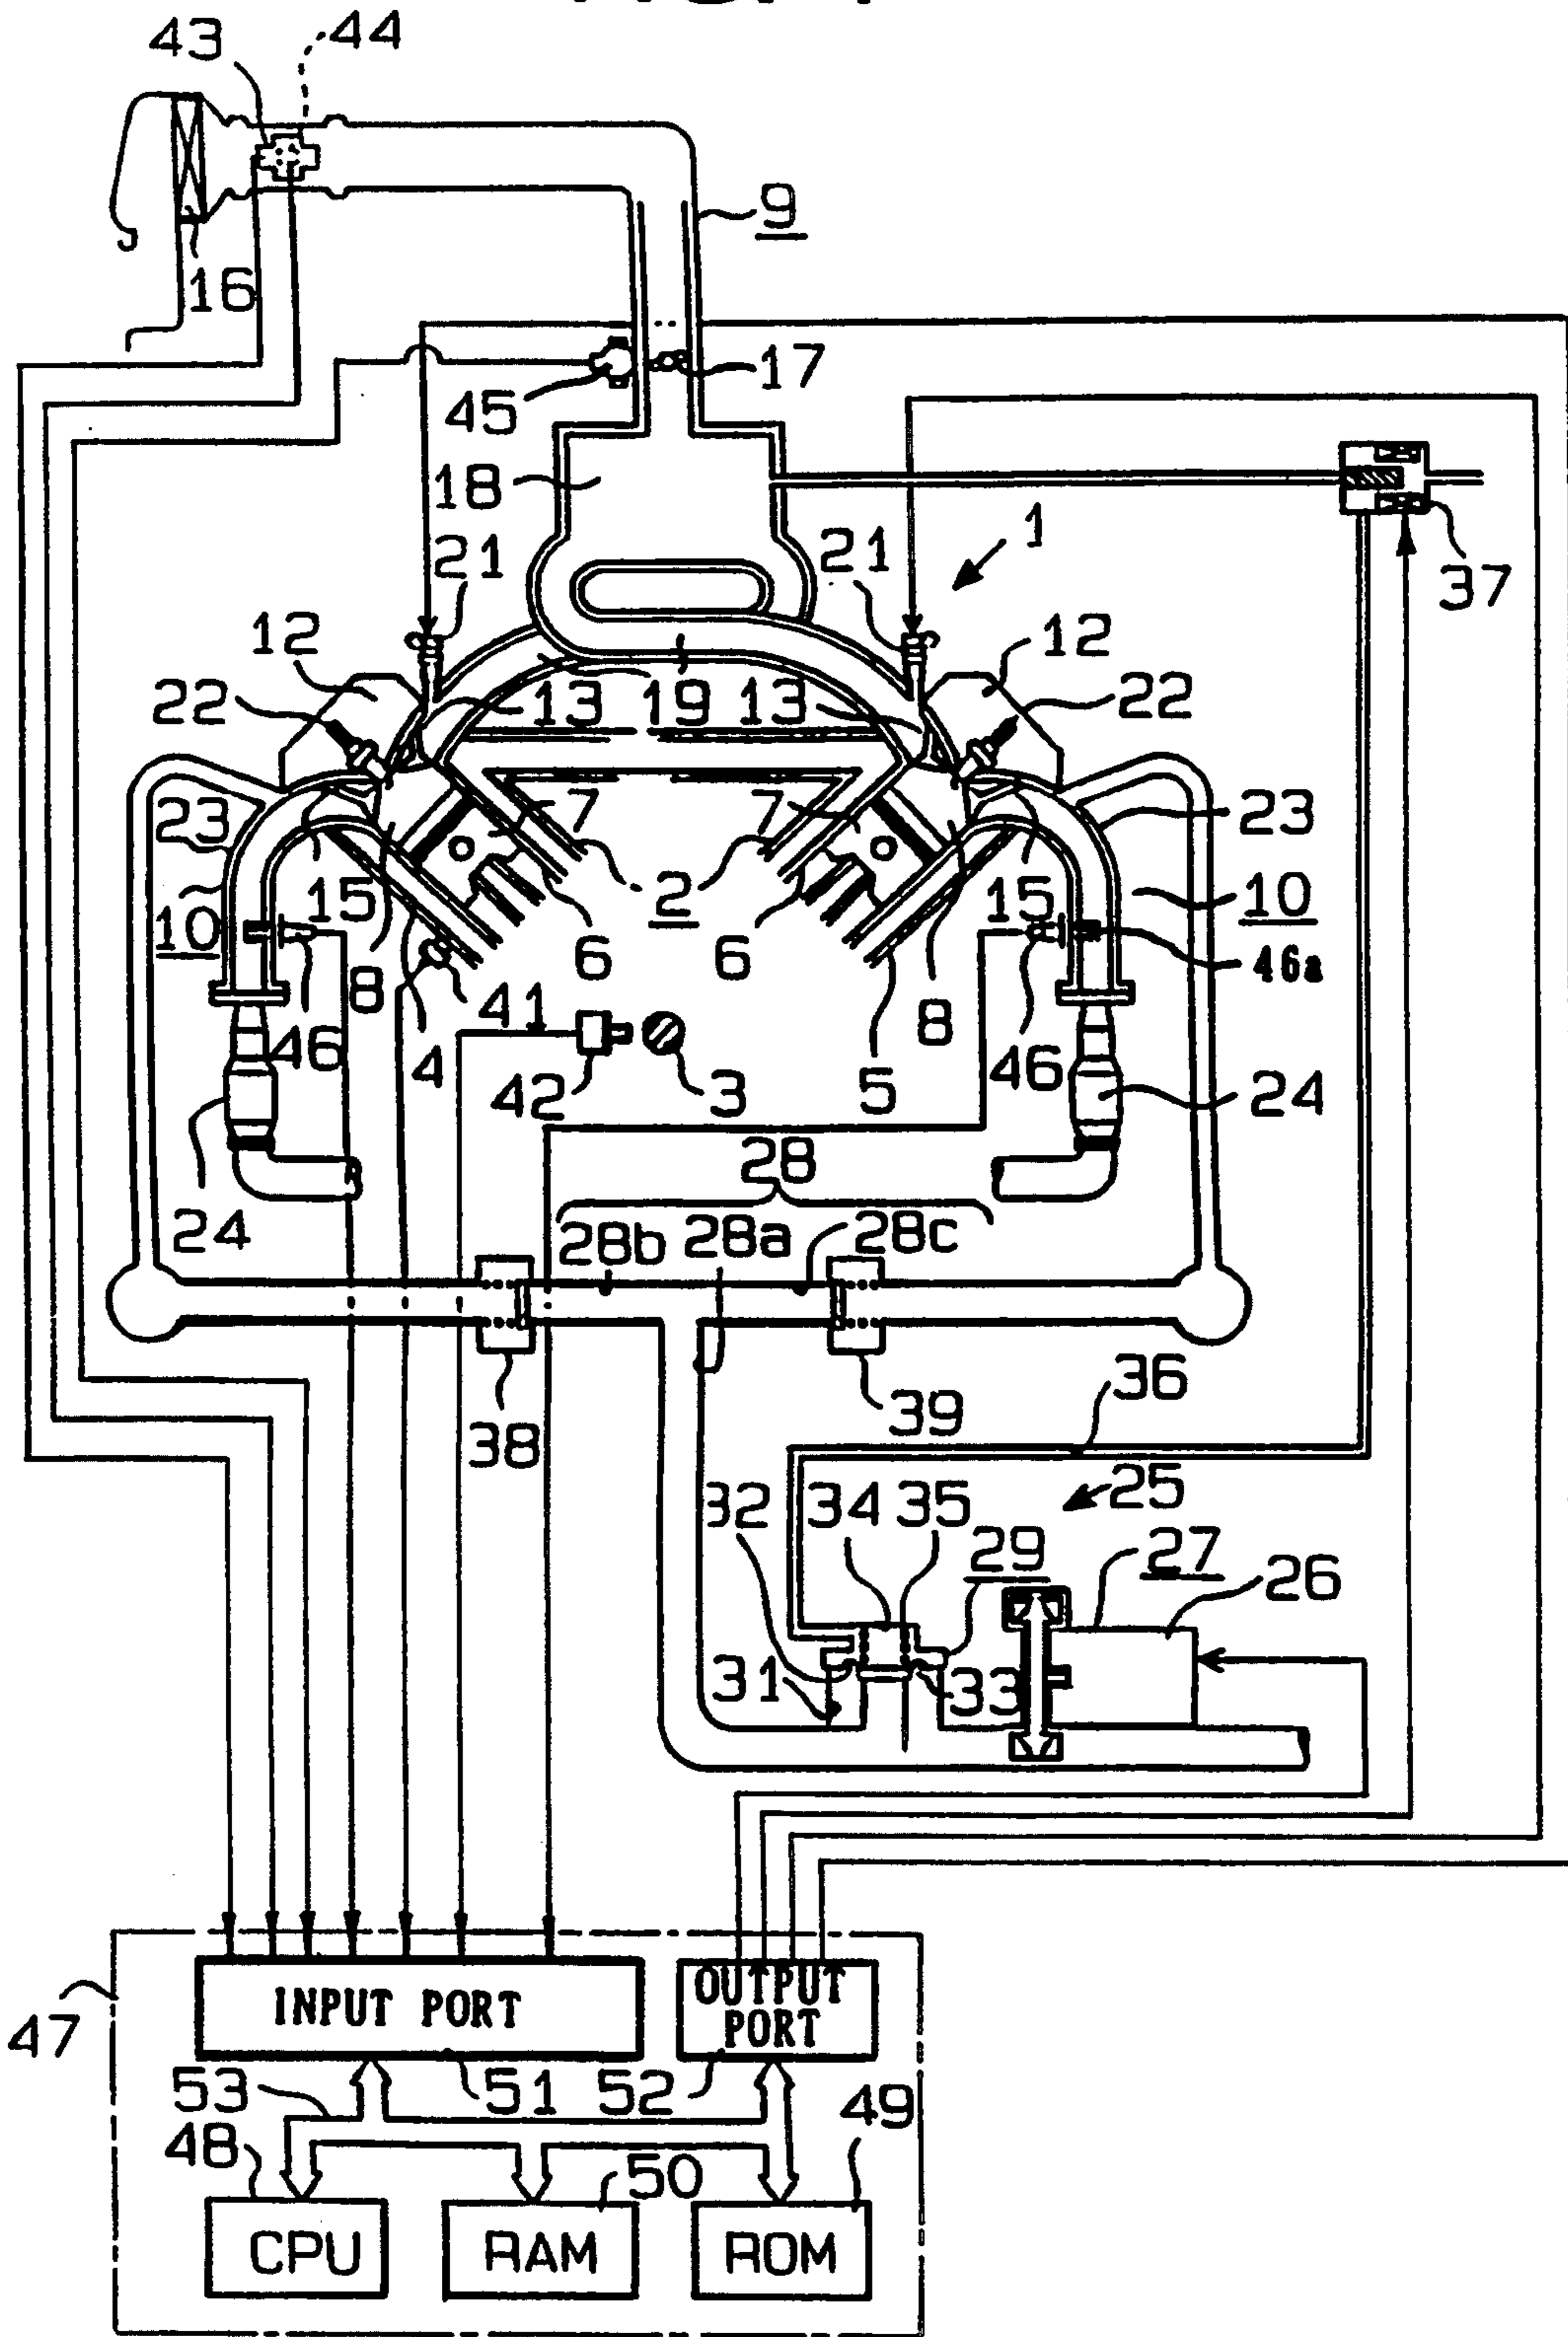 43 44
9
16
17
45
18
1
21 21
37
12 12
22 13 19 13 22
23 7 7 23
2
10 15 6 6 15 10
8 41 46a
46 4 8
42 3 5 46 24
28
24 28b 28a 28c
38 39 36
25
32 34 35 29 27 26
31 33
INPUT PORT
OUTPUT
PORT
47
53 51 52 49
48 50
CPU RAM ROM